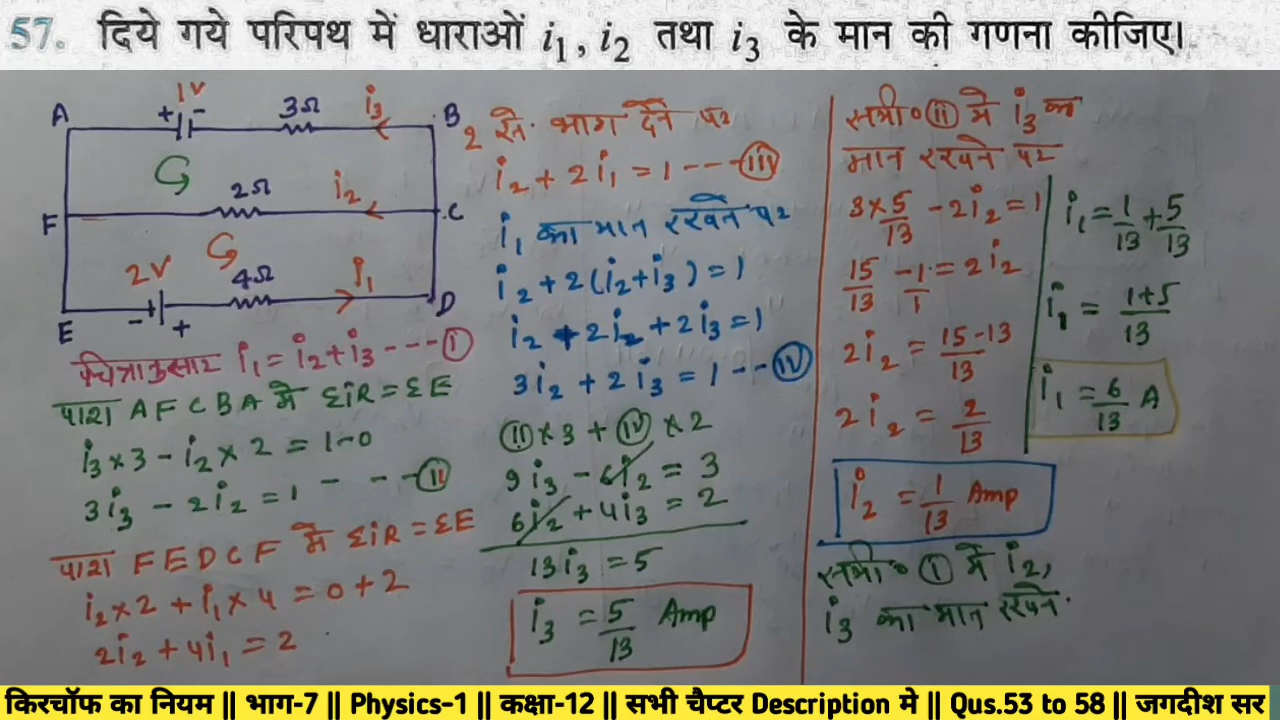 57. दिये गये परिपथ में धाराओं i₁, i₂ तथा i₃ के मान की गणना कीजिए।
1V
A + - 3Ω i₃ B
2Ω i₂
F C
2V 4Ω i₁
E - + D
चित्रानुसार i₁ = i₂+i₃ ---- (I)
पाश AFCBA में ΣiR = ΣE
i₃×3 - i₂×2 = 1-0
3i₃ - 2i₂ = 1 - - - (II)
पाश FEDCF में ΣiR = ΣE
i₂×2 + i₁×4 = 0+2
2i₂ + 4i₁ = 2
2 से भाग देने पर
i₂ + 2i₁ = 1 --- (III)
i₁ का मान रखने पर
i₂ + 2(i₂+i₃) = 1
i₂ + 2i₂ + 2i₃ = 1
3i₂ + 2i₃ = 1 -- (IV)
(II)×3 + (IV)×2
9i₃ - 6i₂ = 3
6i₂ + 4i₃ = 2
13i₃ = 5
i₃ = 5/13 Amp
समी० (II) में i₃ का
मान रखने पर
3×5/13 - 2i₂ = 1
15/13 - 1/1 = 2i₂
2i₂ = 15-13/13
2i₂ = 2/13
i₂ = 1/13 Amp
समी० (I) में i₂,
i₃ का मान रखने.
i₁ = 1/13 + 5/13
i₁ = 1+5/13
i₁ = 6/13 A
किरचॉफ का नियम || भाग-7 || Physics-1 || कक्षा-12 || सभी चैप्टर Description मे || Qus.53 to 58 || जगदीश सर